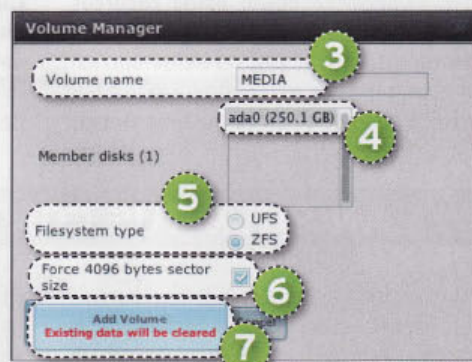 Volume Manager
3
Volume name MEDIA
ada0 (250.1 GB)
4
Member disks (1)
5
Filesystem type
UFS
ZFS
Force 4096 bytes sector
size
6
Add Volume
Existing data will be cleared
Cancel
7